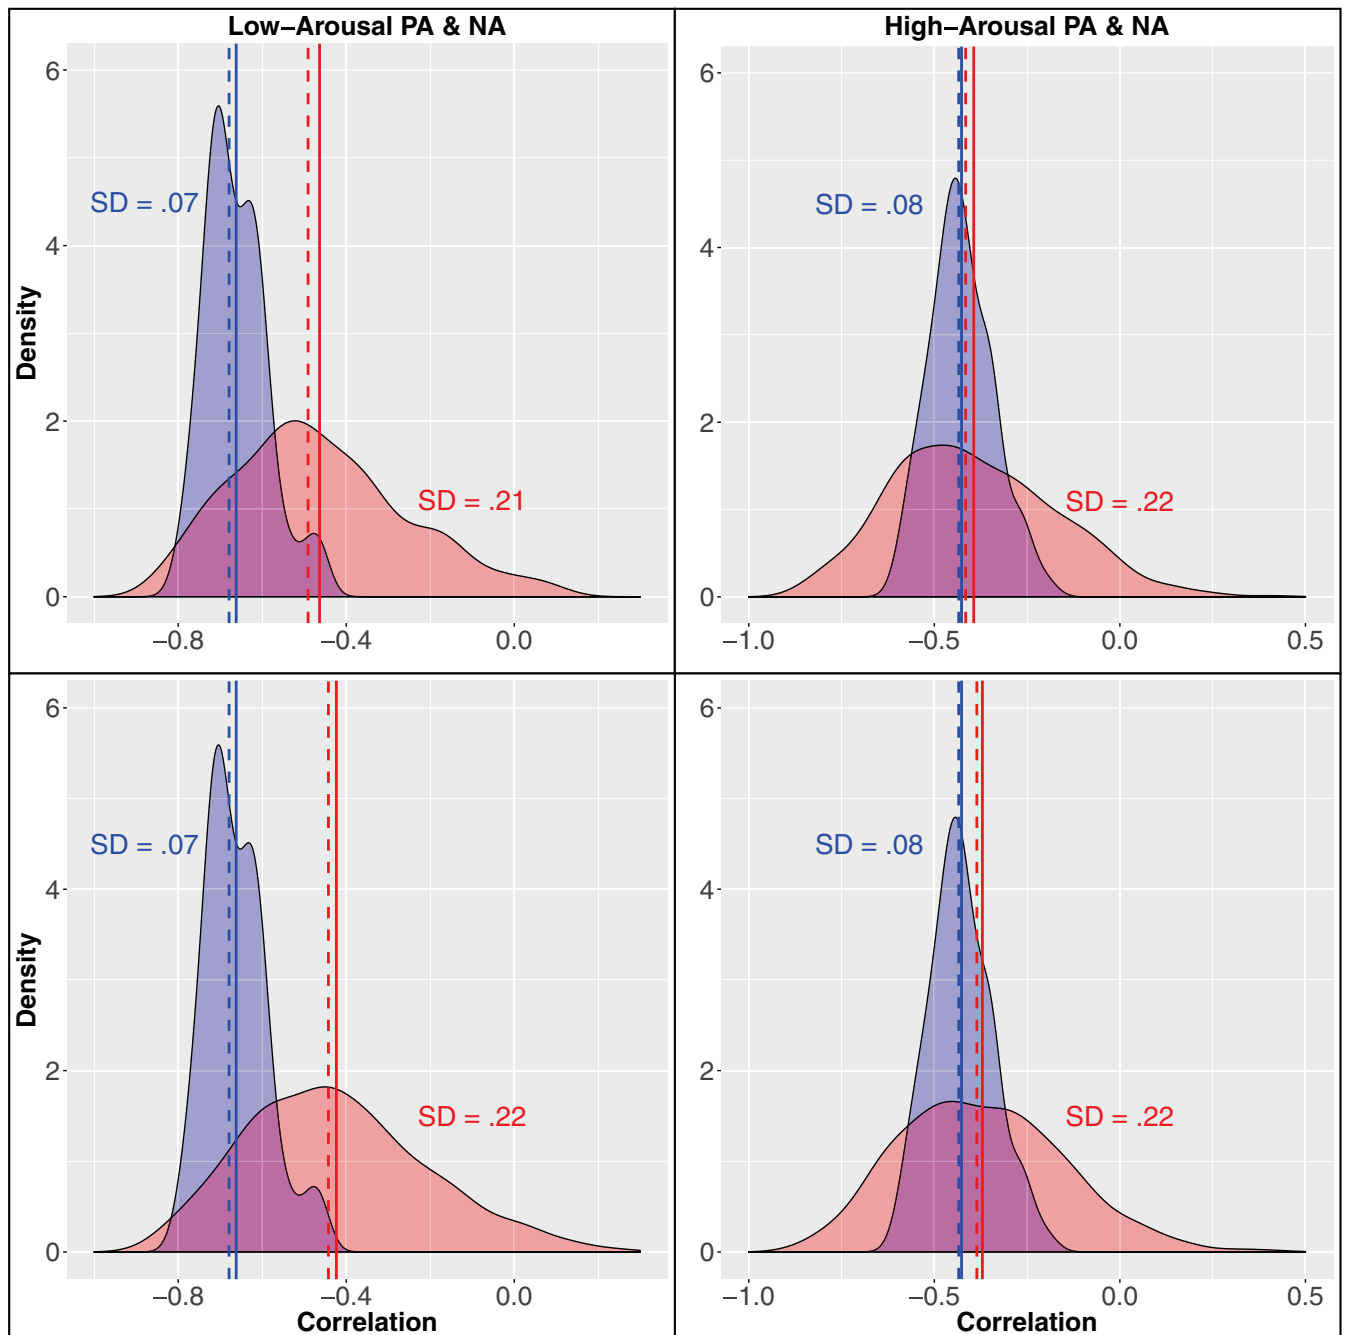 Low−Arousal PA & NA
High−Arousal PA & NA
6
4
2
0
Density
SD = .07
SD = .21
−0.8
−0.4
0.0
6
4
2
0
SD = .08
SD = .22
−1.0
−0.5
0.0
0.5
6
4
2
0
Density
SD = .07
SD = .22
−0.8
−0.4
0.0
Correlation
6
4
2
0
SD = .08
SD = .22
−1.0
−0.5
0.0
0.5
Correlation